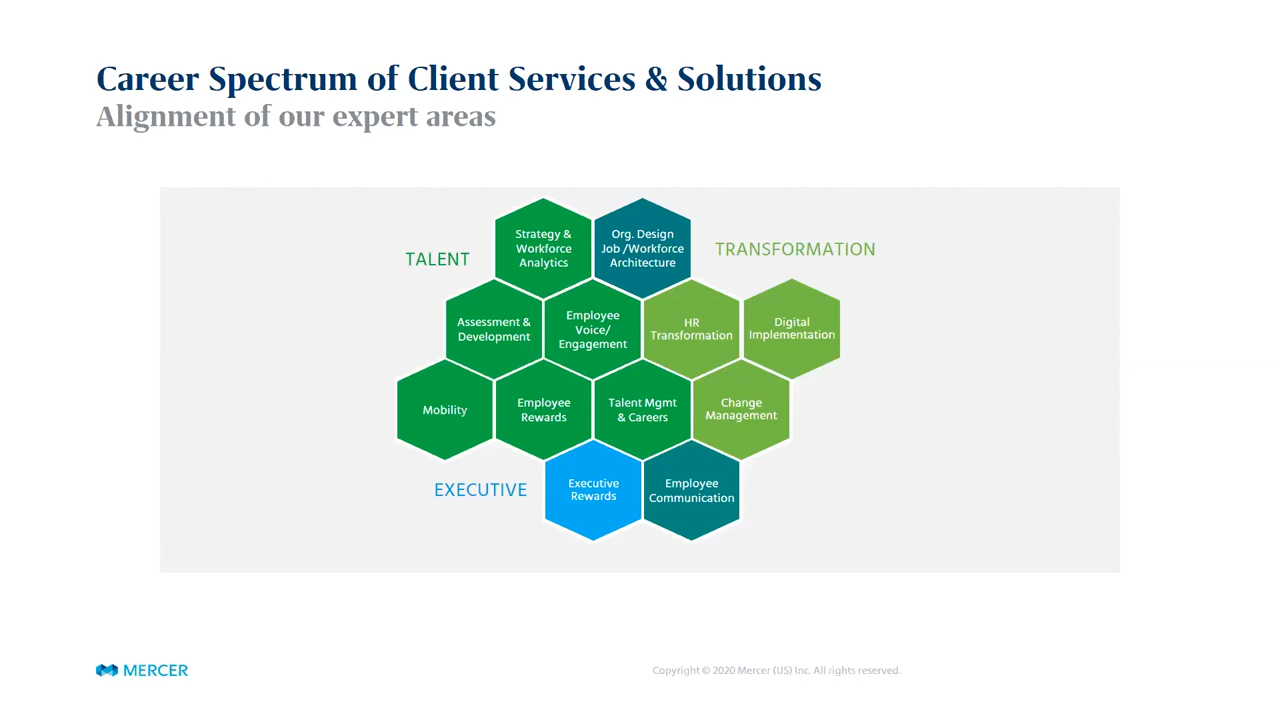 Career Spectrum of Client Services & Solutions
Alignment of our expert areas
TALENT
Strategy &
Workforce
Analytics
Org. Design
Job /Workforce
Architecture
TRANSFORMATION
Assessment &
Development
Employee
Voice/
Engagement
HR
Transformation
Digital
Implementation
Mobility
Employee
Rewards
Talent Mgmt
& Careers
Change
Management
EXECUTIVE
Executive
Rewards
Employee
Communication
MERCER
Copyright © 2020 Mercer (US) Inc. All rights reserved.